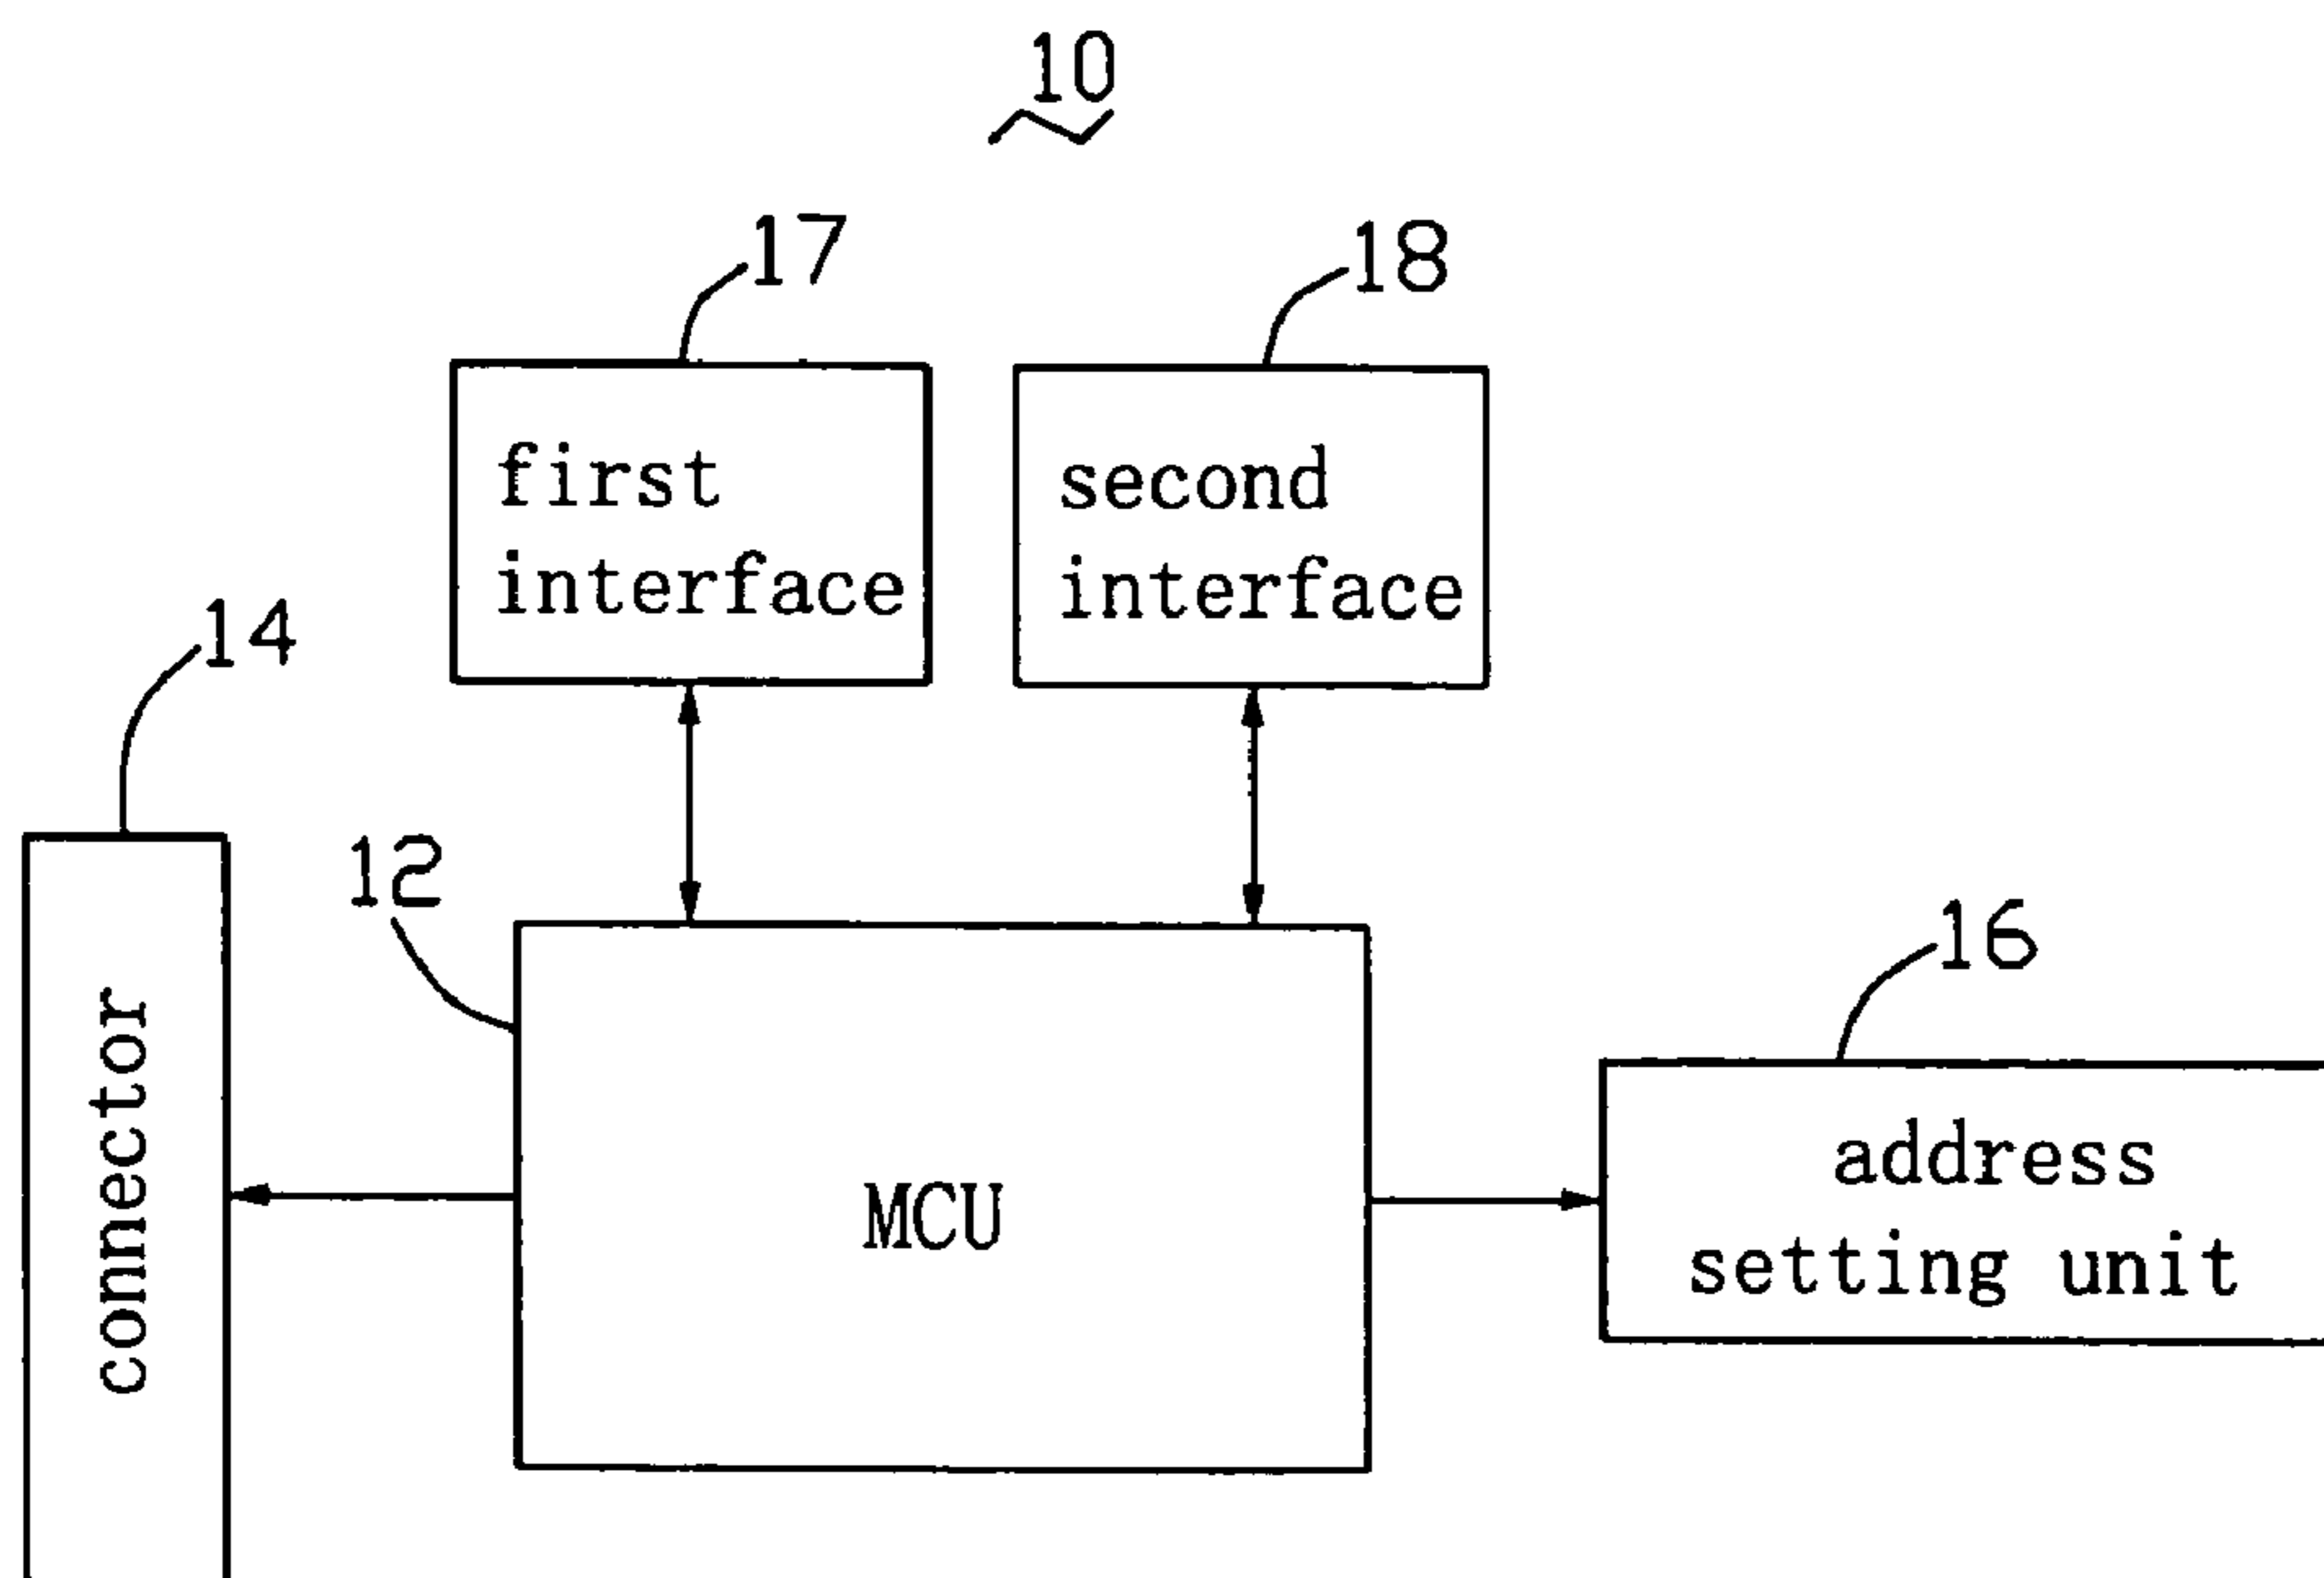 10
17
18
first
interface
second
interface
14
12
16
connector
MCU
address
setting unit